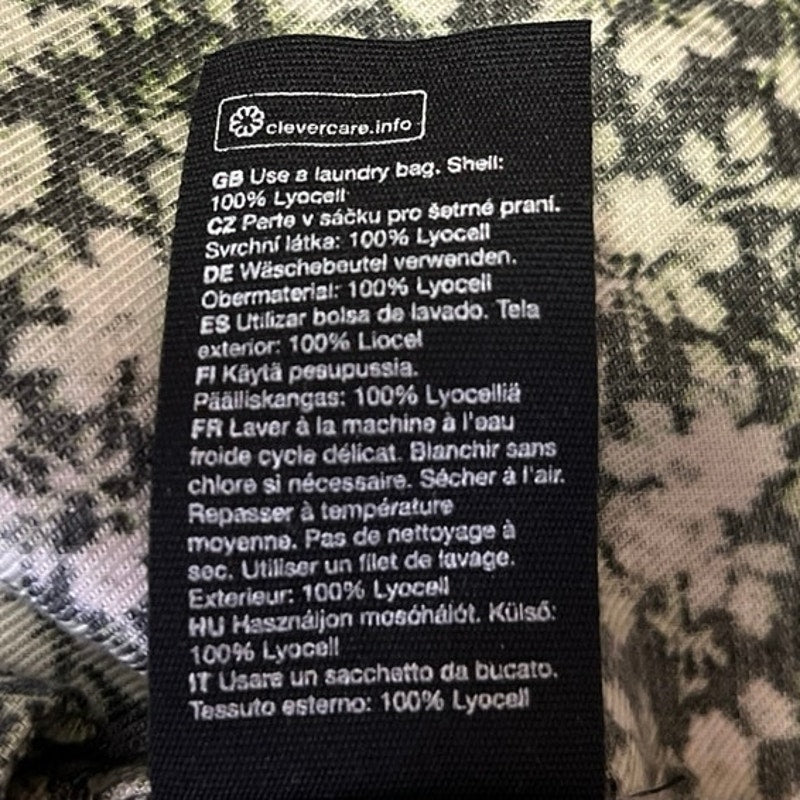 clevercare.info
GB Use a laundry bag. Shell:
100% Lyocell
CZ Perte v sáčku pro šetrné praní.
Svrchní látka: 100% Lyocell
DE Wäschebeutel verwenden.
Obermaterial: 100% Lyocell
ES Utilizar bolsa de lavado. Tela
exterior: 100% Liocel
FI Käytä pesupussia.
Päälliskangas: 100% Lyocelliä
FR Laver à la machine à l'eau
froide cycle délicat. Blanchir sans
chlore si nécessaire. Sécher à l'air.
Repasser à température
moyenne. Pas de nettoyage à
sec. Utiliser un filet de lavage.
Exterieur: 100% Lyocell
HU Használjon mosóhálót. Külső:
100% Lyocell
IT Usare un sacchetto da bucato.
Tessuto esterno: 100% Lyocell